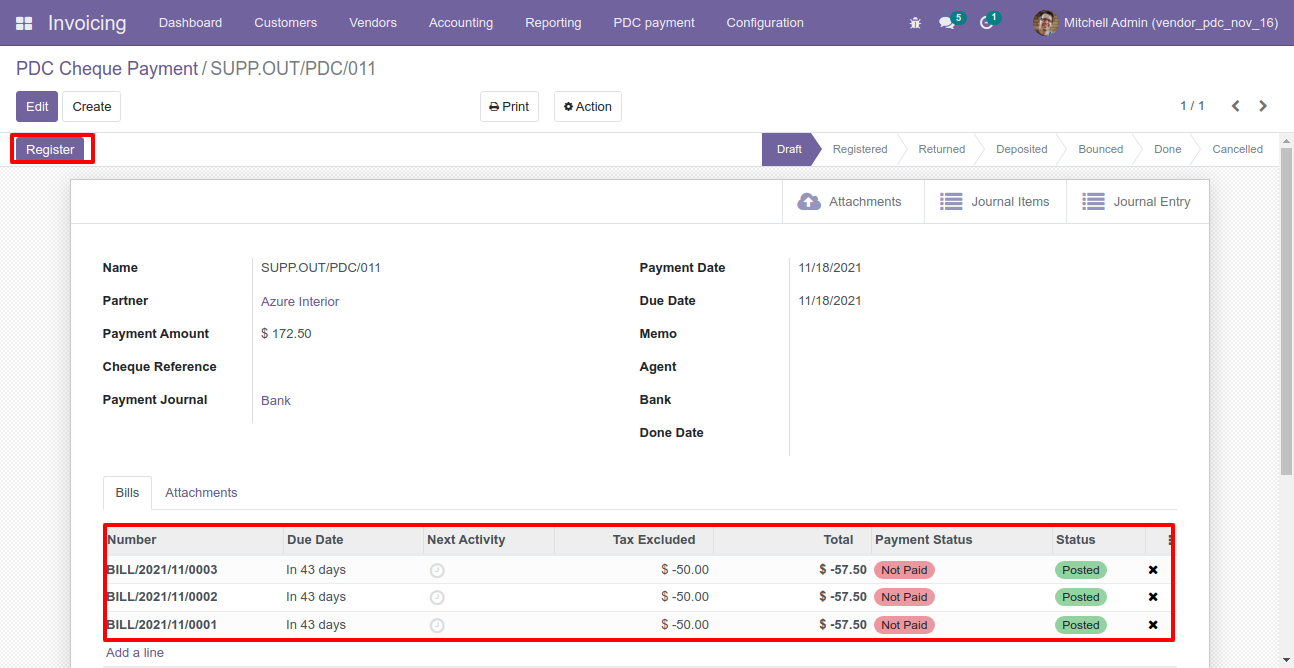 Invoicing Dashboard Customers Vendors Accounting Reporting PDC payment Configuration 5 1 Mitchell Admin (vendor_pdc_nov_16)
PDC Cheque Payment / SUPP.OUT/PDC/011
Edit Create Print Action 1 / 1
Register Draft Registered Returned Deposited Bounced Done Cancelled
Attachments Journal Items Journal Entry
Name SUPP.OUT/PDC/011 Payment Date 11/18/2021
Partner Azure Interior Due Date 11/18/2021
Payment Amount $ 172.50 Memo
Cheque Reference Agent
Payment Journal Bank Bank
Done Date
Bills Attachments
Number Due Date Next Activity Tax Excluded Total Payment Status Status
BILL/2021/11/0003 In 43 days $ -50.00 $ -57.50 Not Paid Posted
BILL/2021/11/0002 In 43 days $ -50.00 $ -57.50 Not Paid Posted
BILL/2021/11/0001 In 43 days $ -50.00 $ -57.50 Not Paid Posted
Add a line